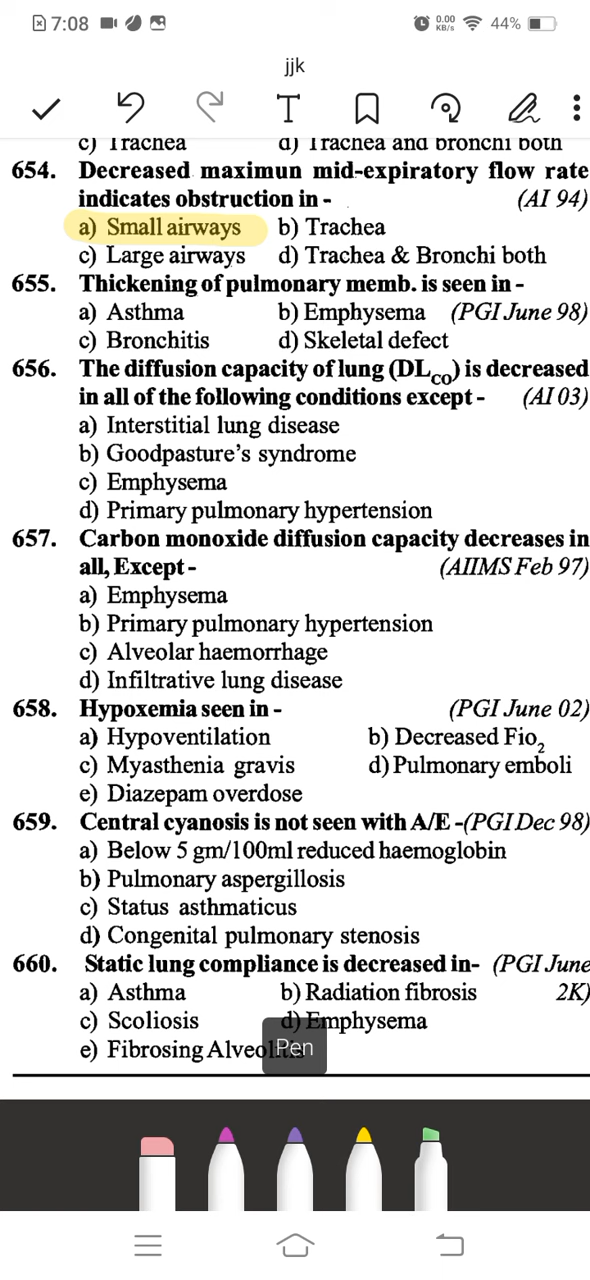 7:08
0.00
KB/s
44%
jjk
T
c) Trachea d) Trachea and bronchi both
654. Decreased maximun mid-expiratory flow rate
indicates obstruction in - (AI 94)
a) Small airways b) Trachea
c) Large airways d) Trachea & Bronchi both
655. Thickening of pulmonary memb. is seen in -
a) Asthma b) Emphysema (PGI June 98)
c) Bronchitis d) Skeletal defect
656. The diffusion capacity of lung (DLCO) is decreased
in all of the following conditions except - (AI 03)
a) Interstitial lung disease
b) Goodpasture's syndrome
c) Emphysema
d) Primary pulmonary hypertension
657. Carbon monoxide diffusion capacity decreases in
all, Except - (AIIMS Feb 97)
a) Emphysema
b) Primary pulmonary hypertension
c) Alveolar haemorrhage
d) Infiltrative lung disease
658. Hypoxemia seen in - (PGI June 02)
a) Hypoventilation b) Decreased Fio2
c) Myasthenia gravis d) Pulmonary emboli
e) Diazepam overdose
659. Central cyanosis is not seen with A/E -(PGI Dec 98)
a) Below 5 gm/100ml reduced haemoglobin
b) Pulmonary aspergillosis
c) Status asthmaticus
d) Congenital pulmonary stenosis
660. Static lung compliance is decreased in- (PGI June
a) Asthma b) Radiation fibrosis 2K)
c) Scoliosis d) Emphysema
e) Fibrosing
Pen